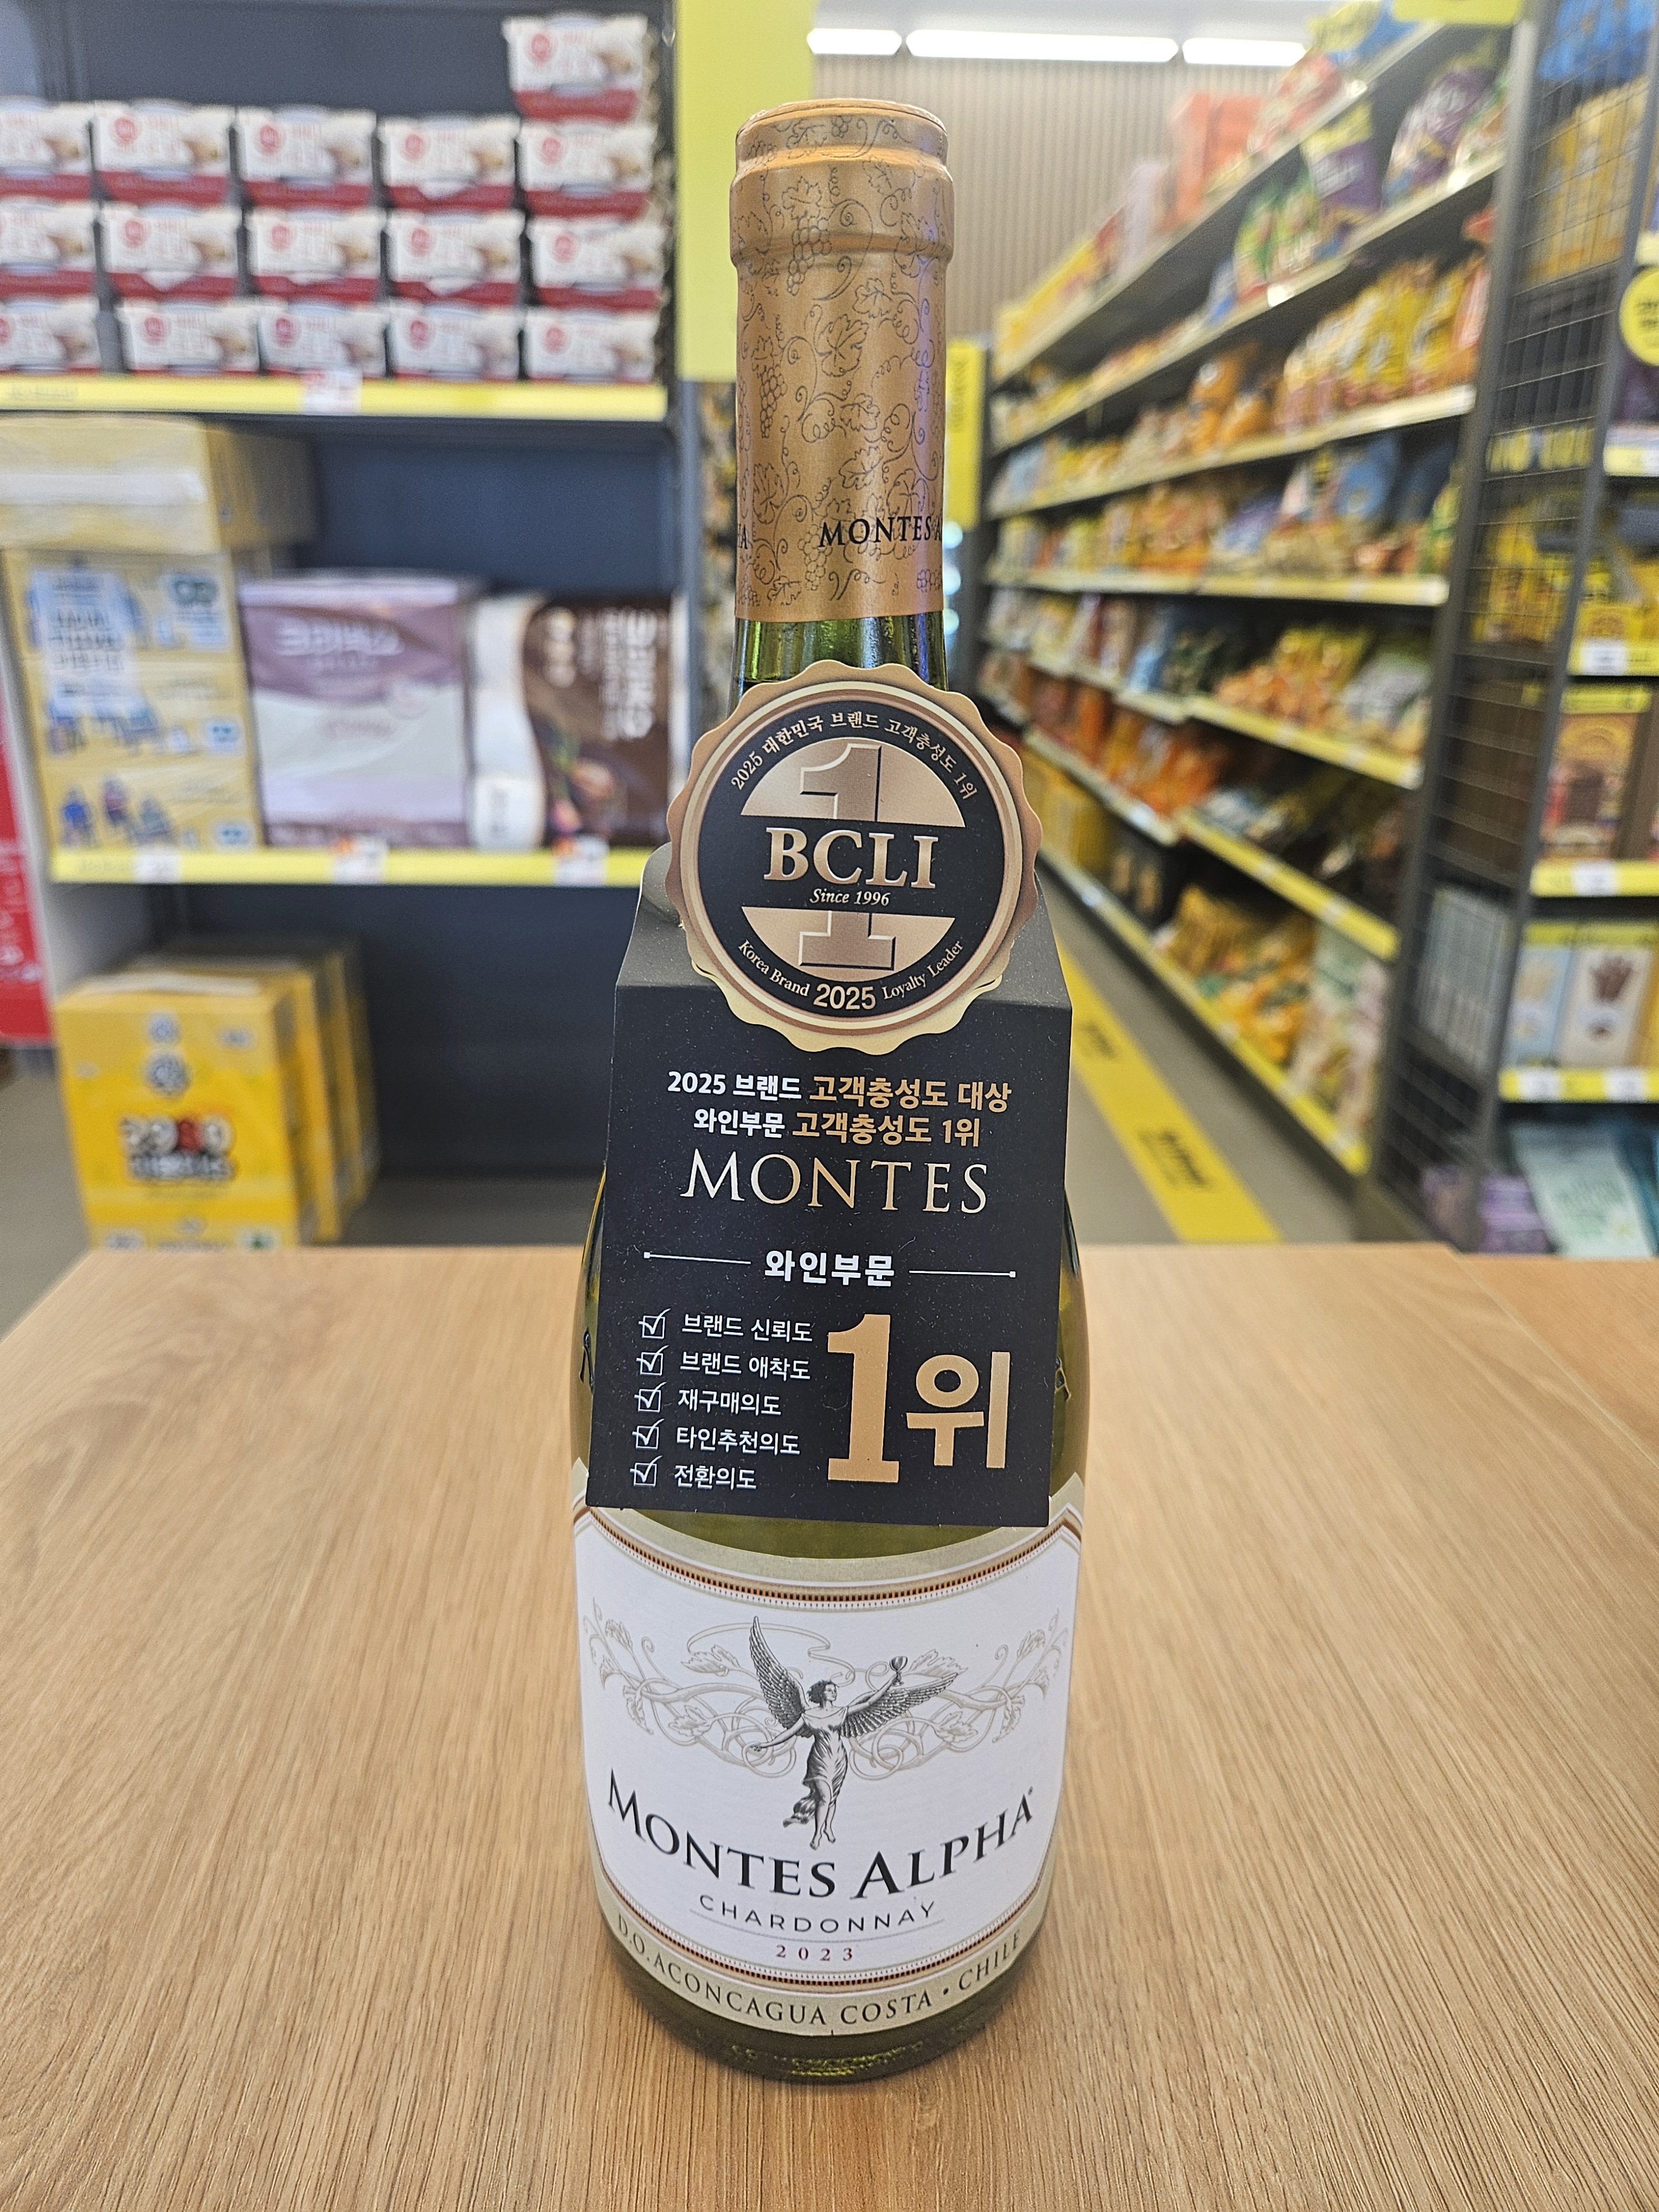 MONTES A
2025 대한민국 브랜드 고객충성도 1위
1
BCLI
Since 1996
Korea Brand 2025 Loyalty Leader
2025 브랜드 고객충성도 대상
와인부문 고객충성도 1위
MONTES
와인부문
브랜드 신뢰도
브랜드 애착도
재구매의도
타인추천의도
전환의도
1위
MONTES ALPHA
CHARDONNAY
2023
D.O. ACONCAGUA COSTA • CHILE